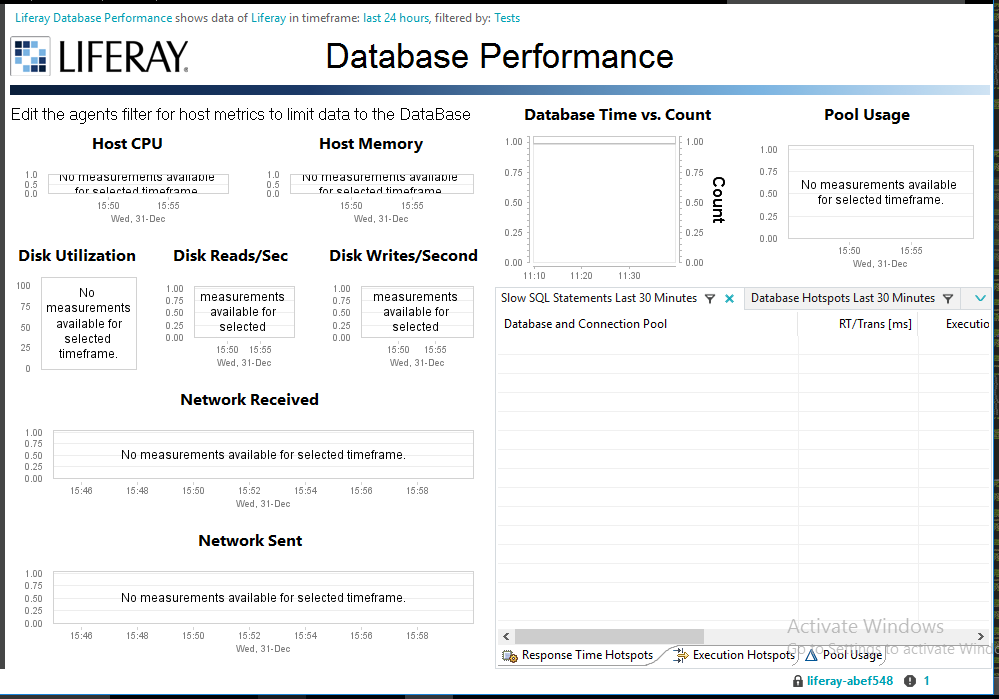 Liferay Database Performance shows data of Liferay in timeframe: last 24 hours, filtered by: Tests
LIFERAY.
Database Performance
Edit the agents filter for host metrics to limit data to the DataBase
Host CPU
1.0
0.5
0.0
No measurements available
for selected timeframe.
15:50 15:55
Wed, 31-Dec
Host Memory
1.0
0.5
0.0
No measurements available
for selected timeframe.
15:50 15:55
Wed, 31-Dec
Database Time vs. Count
1.00
0.75
0.50
0.25
0.00
1.00
0.75
0.50
0.25
0.00
Count
11:10 11:20 11:30
Pool Usage
1.00
0.75
0.50
0.25
0.00
No measurements available
for selected timeframe.
15:50 15:55
Wed, 31-Dec
Disk Utilization
100
75
50
25
0
No
measurements
available for
selected
timeframe.
Disk Reads/Sec
1.00
0.75
0.50
0.25
0.00
measurements
available for
selected
15:50 15:55
Wed, 31-Dec
Disk Writes/Second
1.00
0.75
0.50
0.25
0.00
measurements
available for
selected
15:50 15:55
Wed, 31-Dec
Network Received
1.00
0.75
0.50
0.25
0.00
No measurements available for selected timeframe.
15:46 15:48 15:50 15:52 15:54 15:56 15:58
Wed, 31-Dec
Network Sent
1.00
0.75
0.50
0.25
0.00
No measurements available for selected timeframe.
15:46 15:48 15:50 15:52 15:54 15:56 15:58
Wed, 31-Dec
Slow SQL Statements Last 30 Minutes Database Hotspots Last 30 Minutes
Database and Connection Pool RT/Trans [ms] Executio
Activate Windows
Go to Settings to activate Wind
Response Time Hotspots Execution Hotspots Pool Usage
liferay-abef548 1